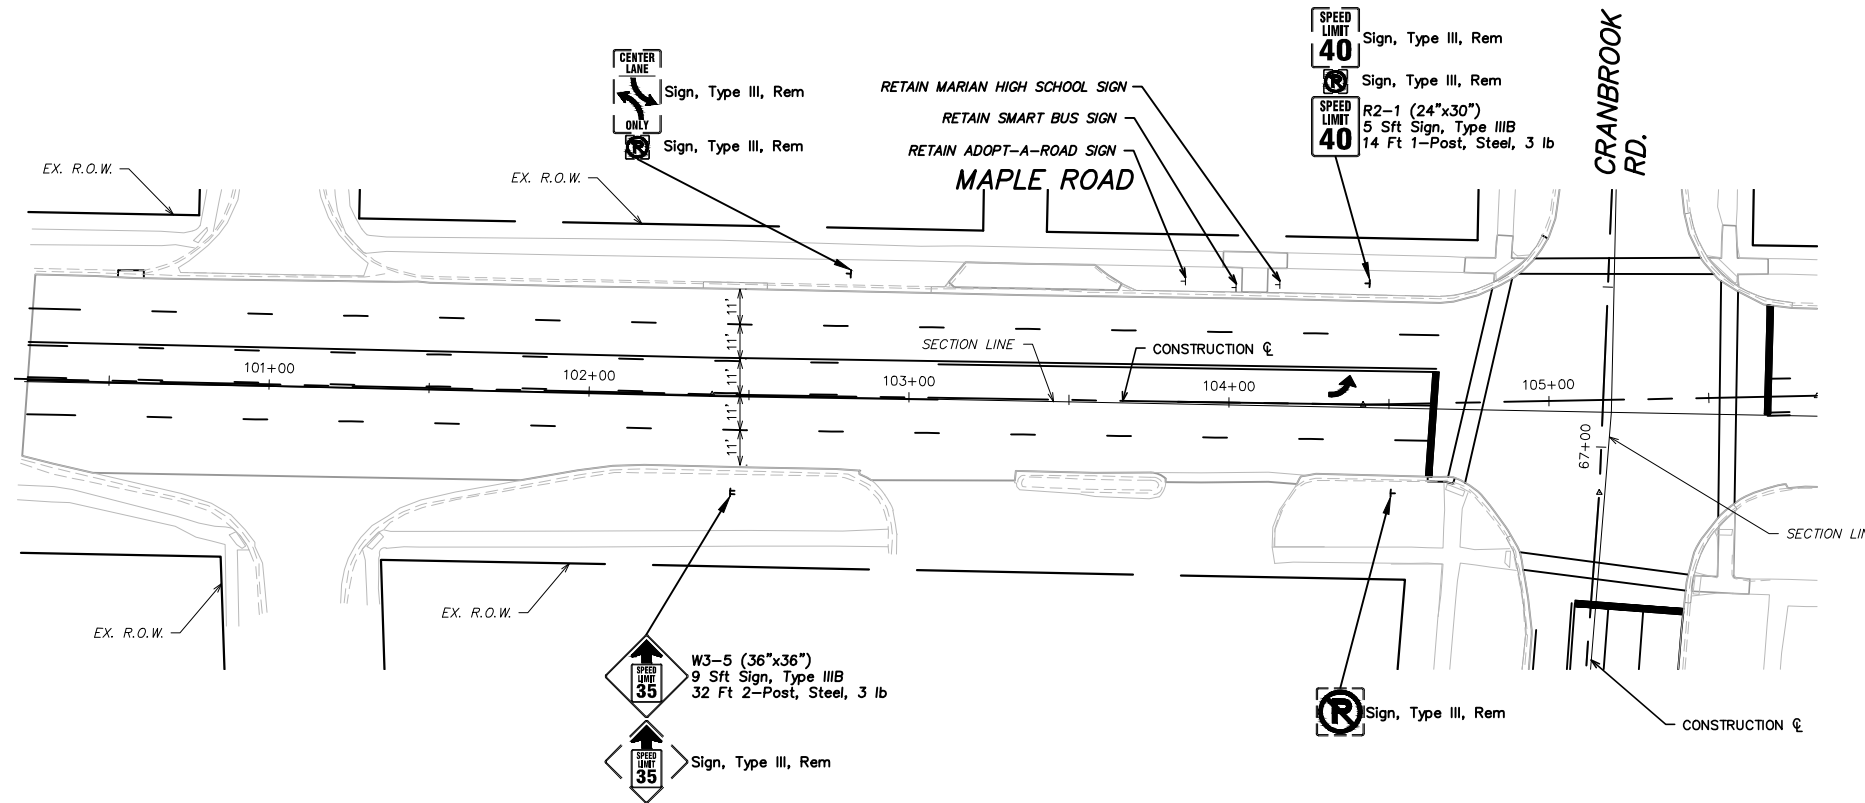 SPEED
LIMIT
40
Sign, Type III, Rem
P
Sign, Type III, Rem
SPEED
LIMIT
40
R2-1 (24"x30")
5 Sft Sign, Type IIIB
14 Ft 1-Post, Steel, 3 lb
CRANBROOK
RD.
CENTER
LANE
ONLY
Sign, Type III, Rem
P
Sign, Type III, Rem
RETAIN MARIAN HIGH SCHOOL SIGN
RETAIN SMART BUS SIGN
RETAIN ADOPT-A-ROAD SIGN
MAPLE ROAD
EX. R.O.W.
EX. R.O.W.
11'
11'
11'
11'
11'
SECTION LINE
CONSTRUCTION ℄
101+00
102+00
103+00
104+00
105+00
67+00
SECTION
EX. R.O.W.
EX. R.O.W.
W3-5 (36"x36")
9 Sft Sign, Type IIIB
32 Ft 2-Post, Steel, 3 lb
SPEED
LIMIT
35
SPEED
LIMIT
35
Sign, Type III, Rem
P
Sign, Type III, Rem
CONSTRUCTION ℄